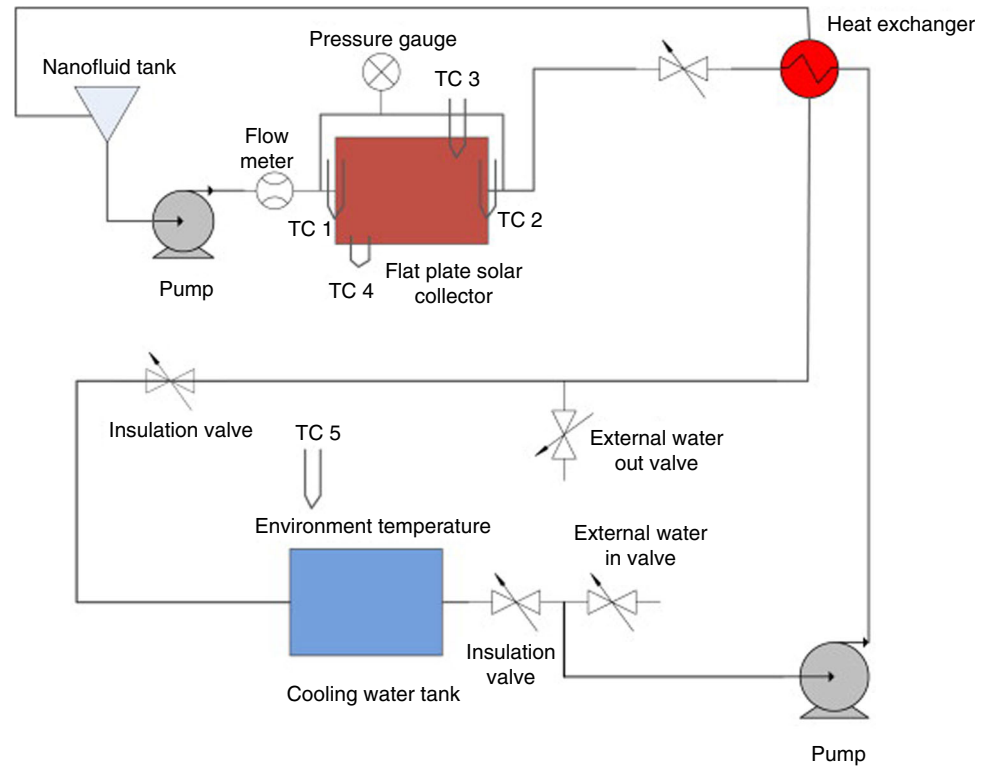 Heat exchanger
Pressure gauge
Nanofluid tank
TC 3
Flow
meter
TC 1
TC 2
Flat plate solar
collector
TC 4
Pump
Insulation valve
TC 5
External water
out valve
Environment temperature
External water
in valve
Insulation
valve
Cooling water tank
Pump